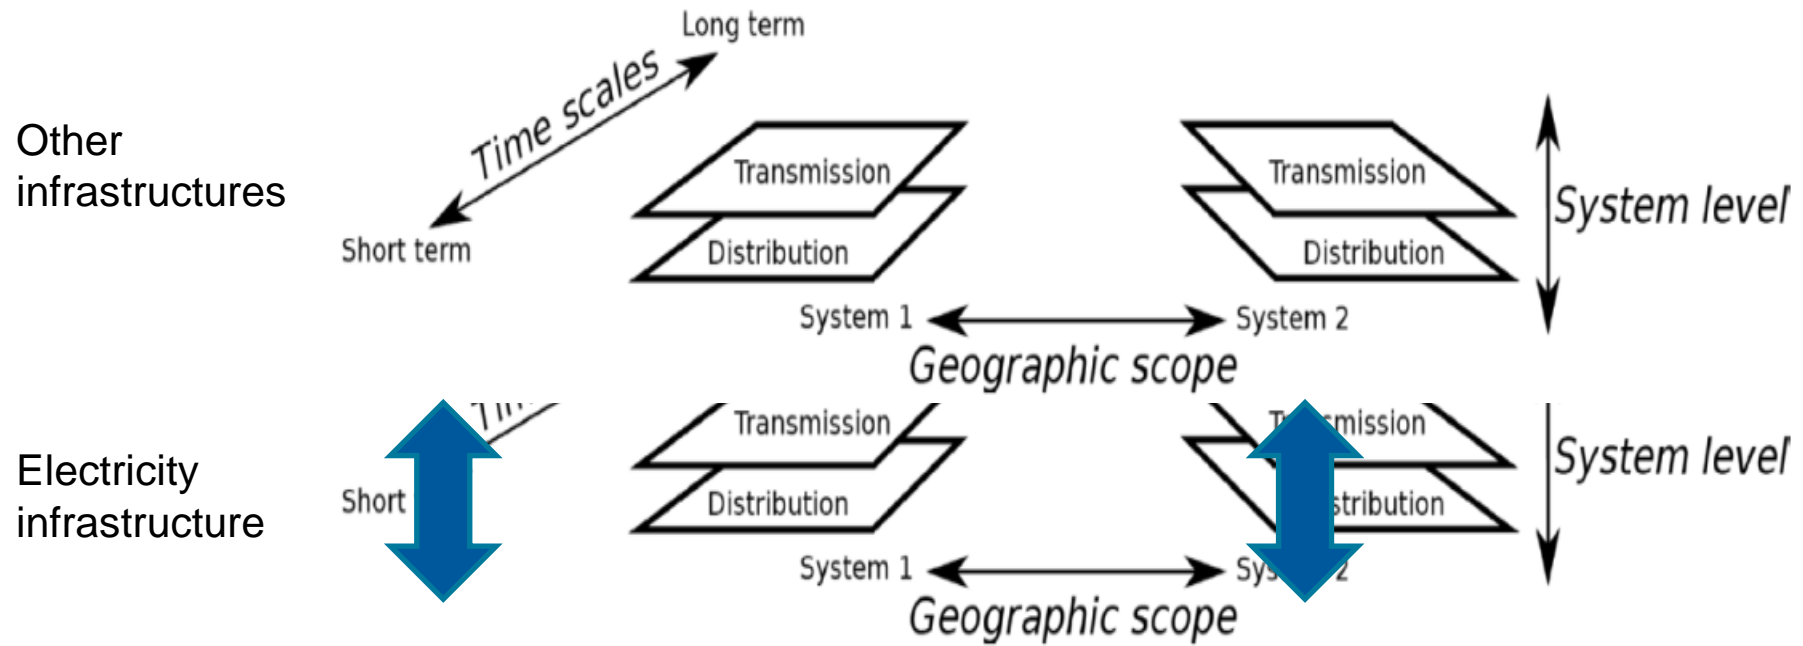 Long term
Time scales
Other
infrastructures
Short term
Transmission
Transmission
System level
Distribution
Distribution
System 1
System 2
Geographic scope
Transmission
System level
Electricity
infrastructure
Short
Distribution
System 1
Geographic scope